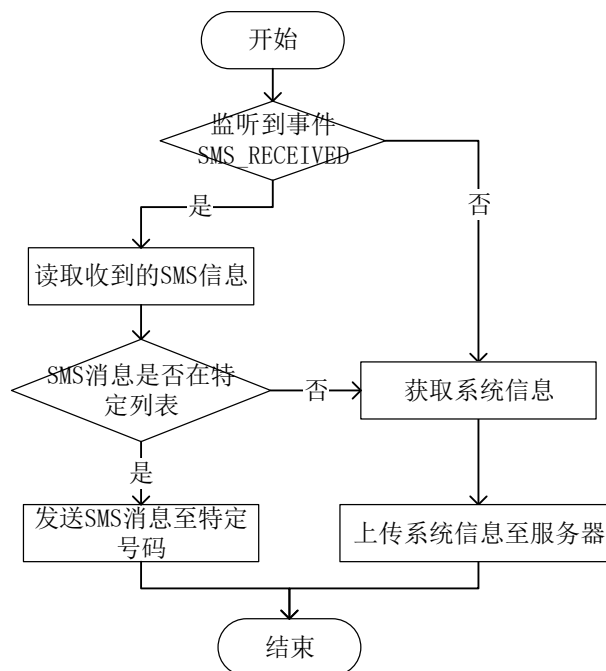 开始
监听到事件
SMS_RECEIVED
是
否
读取收到的SMS信息
SMS消息是否在特
定列表
否
获取系统信息
是
发送SMS消息至特定
号码
上传系统信息至服务器
结束